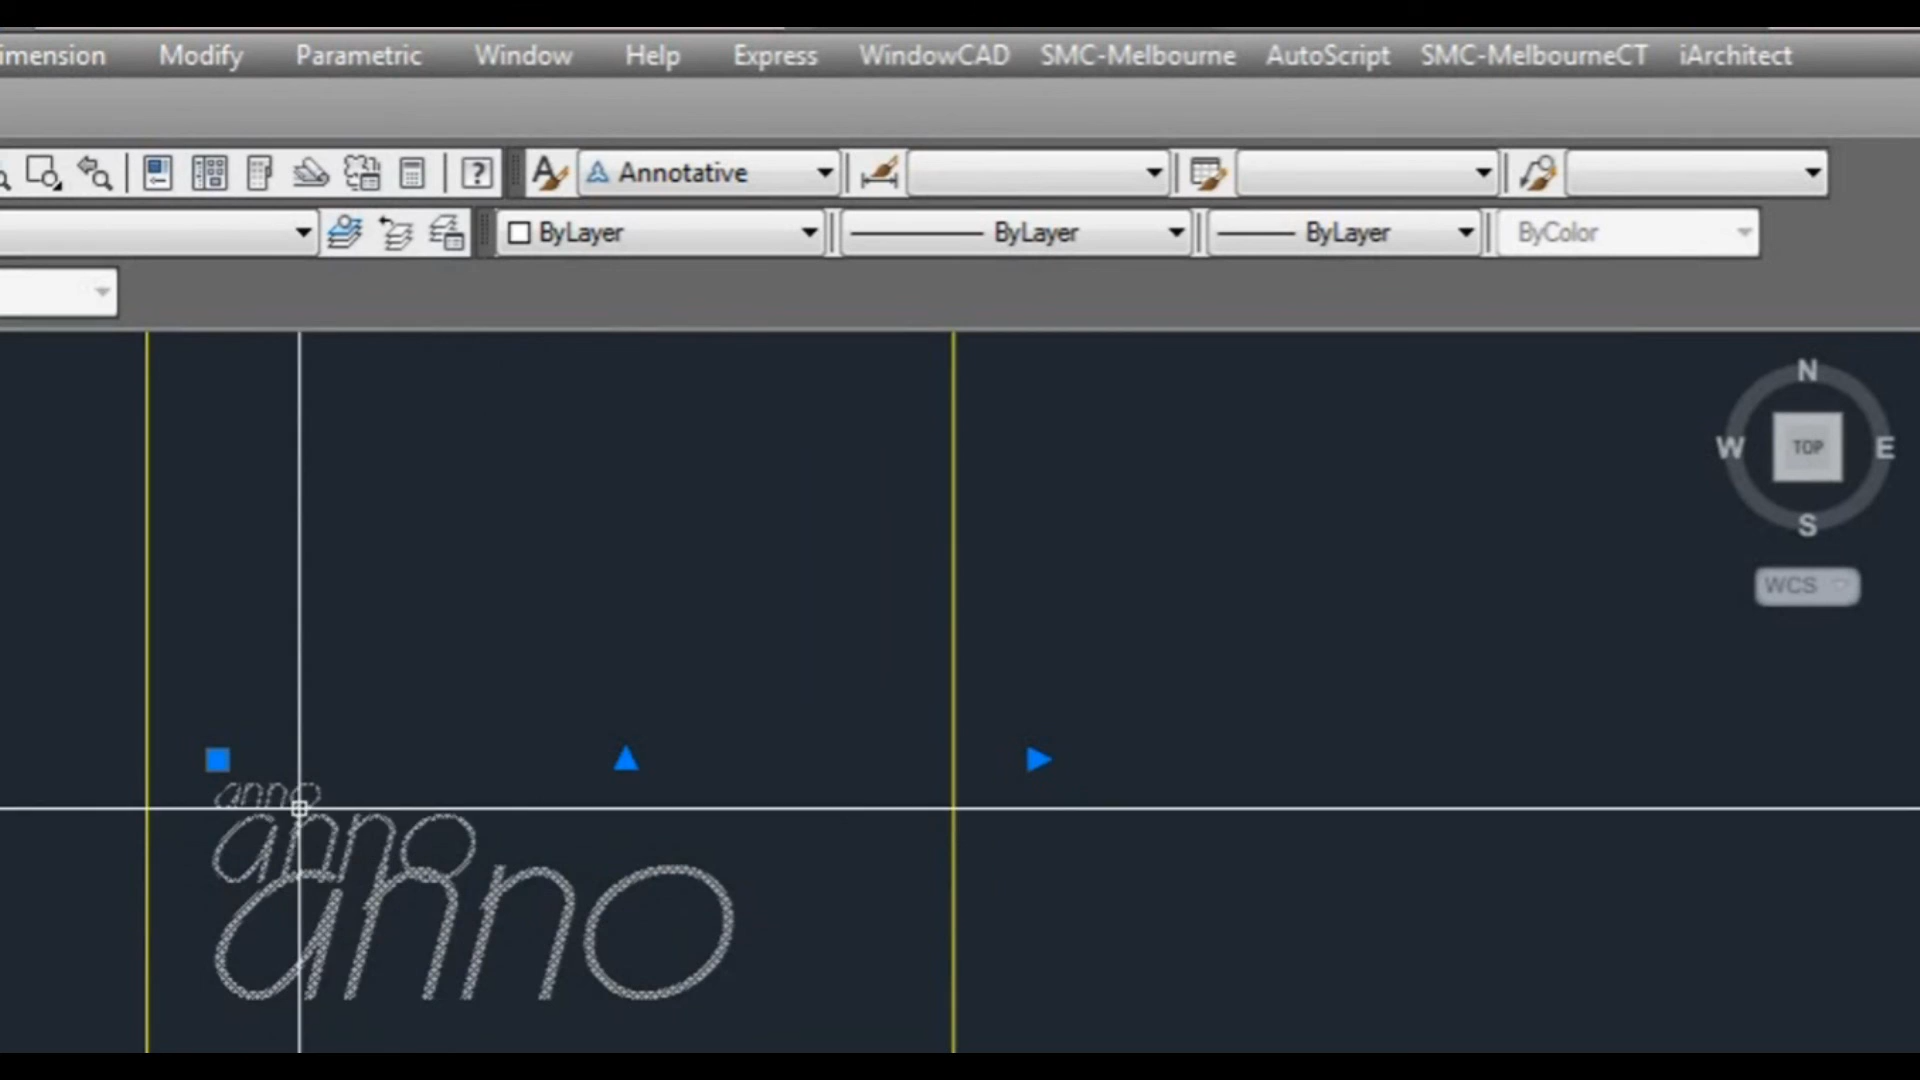 imension Modify Parametric Window Help Express WindowCAD SMC-Melbourne AutoScript SMC-MelbourneCT iArchitect
? A Annotative
ByLayer ByLayer ByLayer ByColor
N
W TOP E
S
WCS
anno
anno
anno